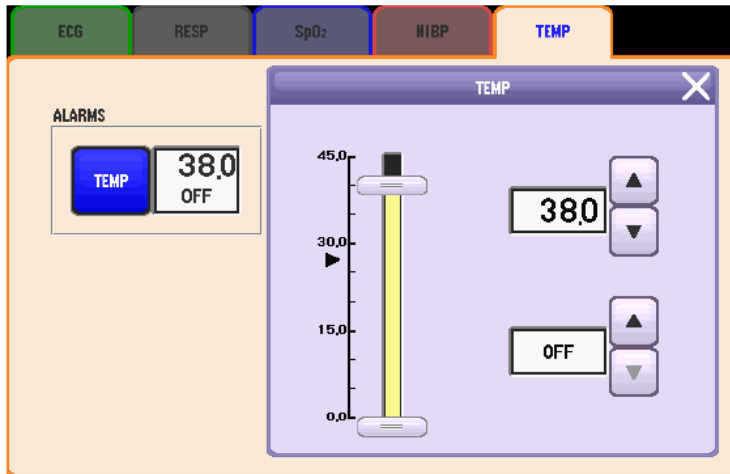 ECG RESP SpO₂ NIBP TEMP
TEMP
ALARMS
TEMP 38.0
OFF
45.0
38.0
30.0
15.0
OFF
0.0